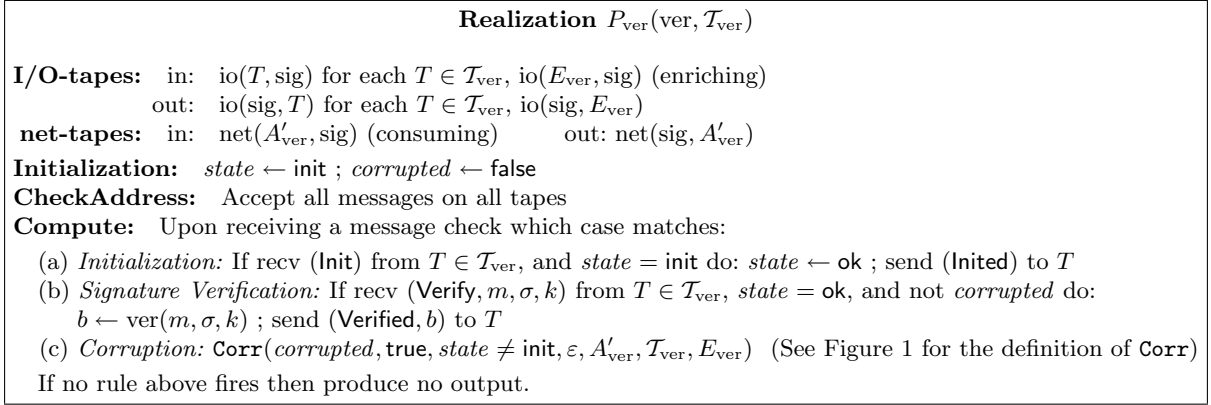 Realization P_ver(ver, 𝒯_ver)
I/O-tapes: in: io(T, sig) for each T ∈ 𝒯_ver, io(E_ver, sig) (enriching)
out: io(sig, T) for each T ∈ 𝒯_ver, io(sig, E_ver)
net-tapes: in: net(A′_ver, sig) (consuming) out: net(sig, A′_ver)
Initialization: state ← init ; corrupted ← false
CheckAddress: Accept all messages on all tapes
Compute: Upon receiving a message check which case matches:
(a) Initialization: If recv (Init) from T ∈ 𝒯_ver, and state = init do: state ← ok ; send (Inited) to T
(b) Signature Verification: If recv (Verify, m, σ, k) from T ∈ 𝒯_ver, state = ok, and not corrupted do:
b ← ver(m, σ, k) ; send (Verified, b) to T
(c) Corruption: Corr(corrupted, true, state ≠ init, ε, A′_ver, 𝒯_ver, E_ver) (See Figure 1 for the definition of Corr)
If no rule above fires then produce no output.